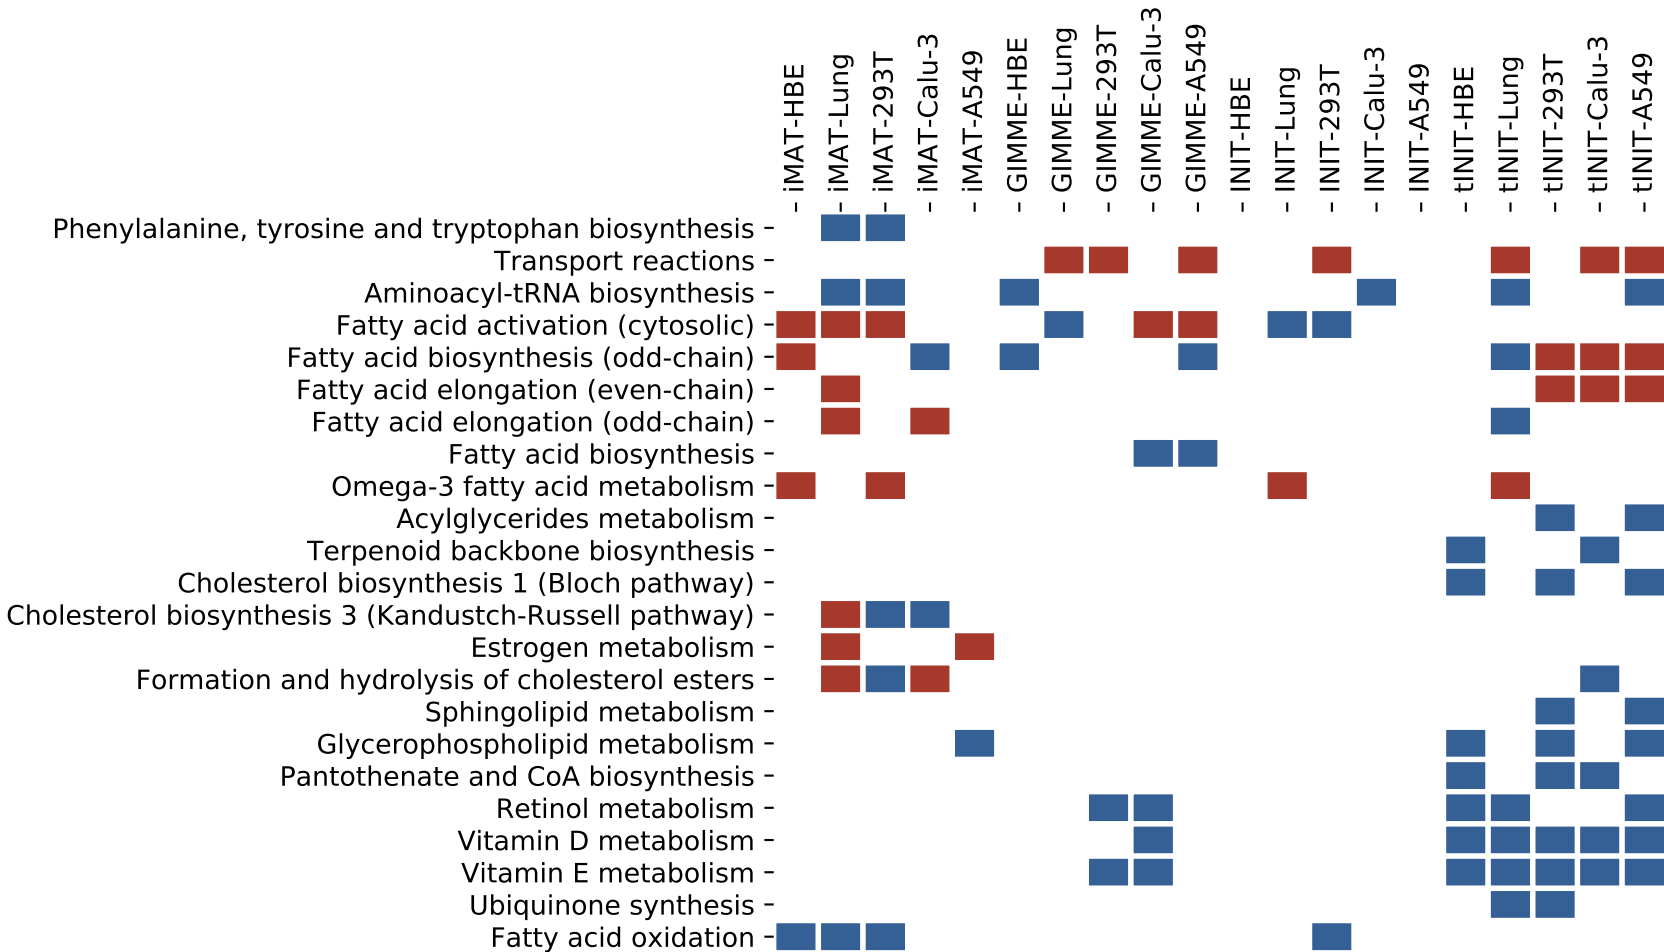 iMAT-HBE
iMAT-Lung
iMAT-293T
iMAT-Calu-3
iMAT-A549
GIMME-HBE
GIMME-Lung
GIMME-293T
GIMME-Calu-3
GIMME-A549
INIT-HBE
INIT-Lung
INIT-293T
INIT-Calu-3
INIT-A549
tINIT-HBE
tINIT-Lung
tINIT-293T
tINIT-Calu-3
tINIT-A549
Phenylalanine, tyrosine and tryptophan biosynthesis
Transport reactions
Aminoacyl-tRNA biosynthesis
Fatty acid activation (cytosolic)
Fatty acid biosynthesis (odd-chain)
Fatty acid elongation (even-chain)
Fatty acid elongation (odd-chain)
Fatty acid biosynthesis
Omega-3 fatty acid metabolism
Acylglycerides metabolism
Terpenoid backbone biosynthesis
Cholesterol biosynthesis 1 (Bloch pathway)
Cholesterol biosynthesis 3 (Kandustch-Russell pathway)
Estrogen metabolism
Formation and hydrolysis of cholesterol esters
Sphingolipid metabolism
Glycerophospholipid metabolism
Pantothenate and CoA biosynthesis
Retinol metabolism
Vitamin D metabolism
Vitamin E metabolism
Ubiquinone synthesis
Fatty acid oxidation